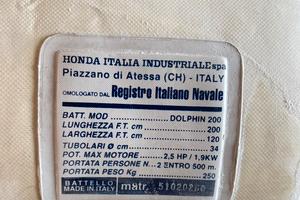 HONDA ITALIA INDUSTRIALE spa
Piazzano di Atessa (CH) - ITALY
OMOLOGATO DAL Registro Italiano Navale
BATT. MOD DOLPHIN 200
LUNGHEZZA F.T. cm 200
LARGHEZZA F.T. cm 120
TUBOLARI Ø cm 34
POT. MAX MOTORE 2,5 HP / 1,9KW
PORTATA PERSONE N. 2 ENTRO 500 m
PORTATA PESO Kg 250
BATTELLO
MADE IN ITALY matr.